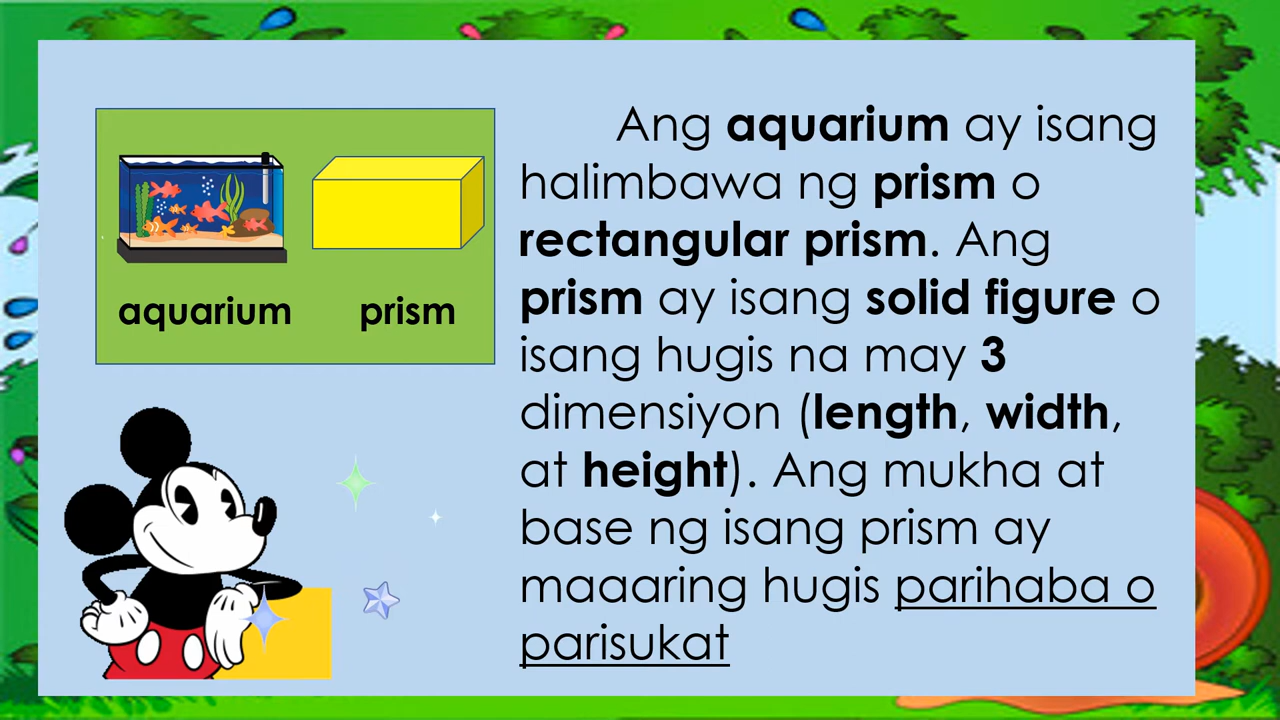 aquarium
prism
Ang aquarium ay isang
halimbawa ng prism o
rectangular prism. Ang
prism ay isang solid figure o
isang hugis na may 3
dimensiyon (length, width,
at height). Ang mukha at
base ng isang prism ay
maaaring hugis parihaba o
parisukat